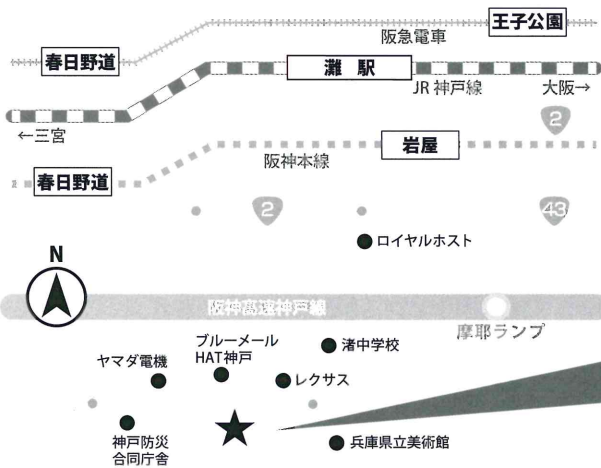 王子公園
阪急電車
春日野道
灘 駅
JR 神戸線
大阪→
←三宮
2
岩屋
阪神本線
春日野道
2
43
ロイヤルホスト
N
阪神高速神戸線
摩耶ランプ
ブルーメール
HAT神戸
渚中学校
ヤマダ電機
レクサス
神戸防災
合同庁舎
兵庫県立美術館